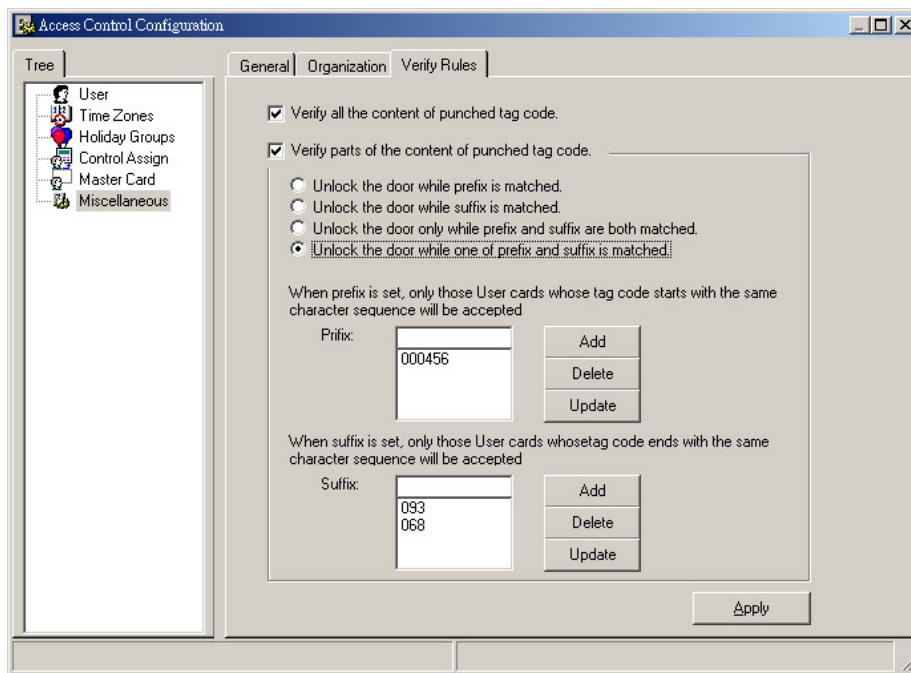 Access Control Configuration
Tree
User
Time Zones
Holiday Groups
Control Assign
Master Card
Miscellaneous
General Organization Verify Rules
Verify all the content of punched tag code.
Verify parts of the content of punched tag code.
Unlock the door while prefix is matched.
Unlock the door while suffix is matched.
Unlock the door only while prefix and suffix are both matched.
Unlock the door while one of prefix and suffix is matched.
When prefix is set, only those User cards whose tag code starts with the same
character sequence will be accepted
Prifix:
Add
000456
Delete
Update
When suffix is set, only those User cards whosetag code ends with the same
character sequence will be accepted
Suffix:
Add
093
068
Delete
Update
Apply